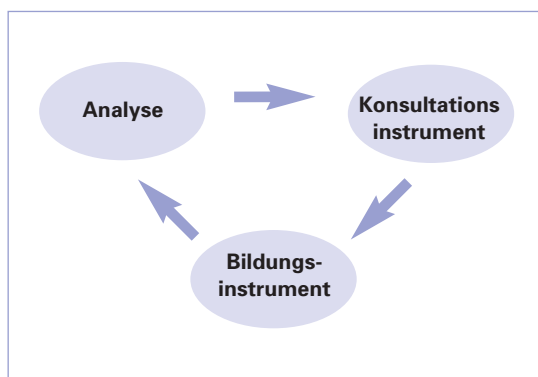 Analyse
Konsultations
instrument
Bildungs-
instrument